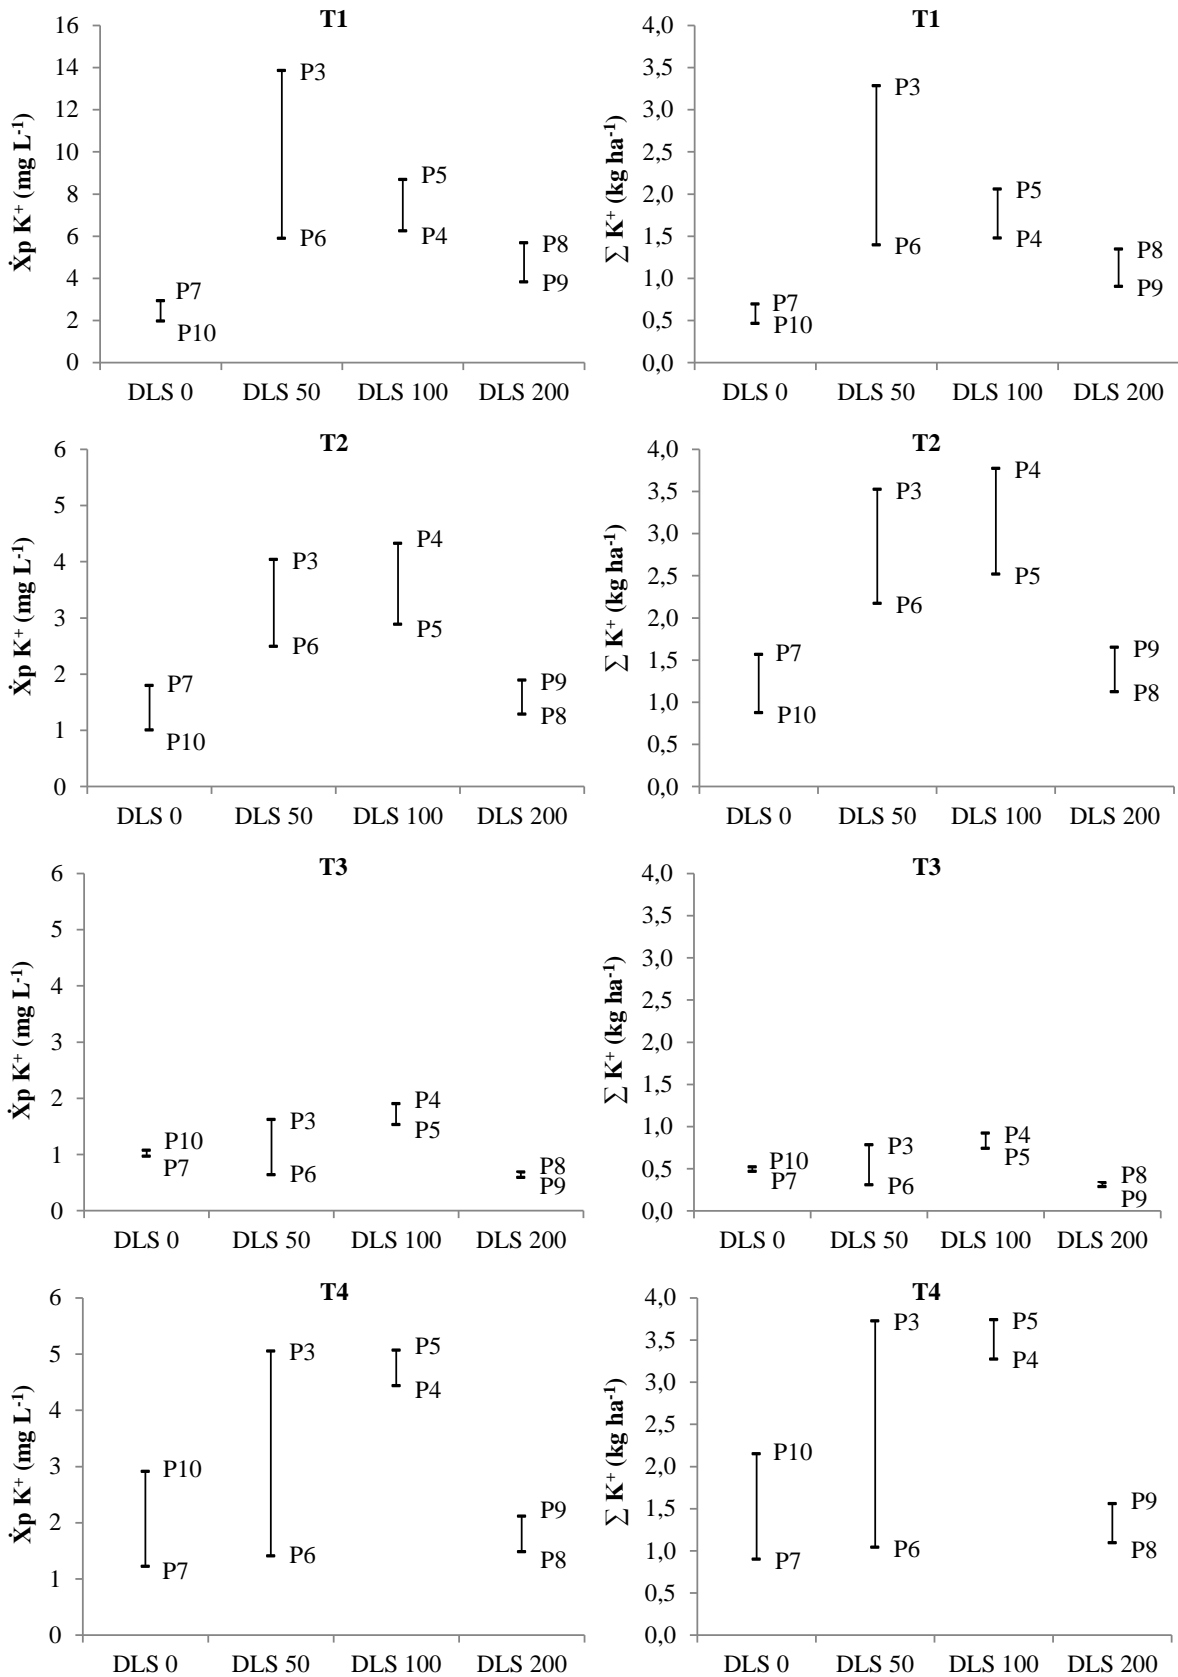 T1
16
14
12
10
8
6
4
2
0
Ẋp K⁺ (mg L⁻¹)
P3
P5
P6
P4
P8
P7
P9
P10
DLS 0 DLS 50 DLS 100 DLS 200
T1
4,0
3,5
3,0
2,5
2,0
1,5
1,0
0,5
0,0
∑ K⁺ (kg ha⁻¹)
P3
P5
P6
P4
P8
P9
P7
P10
DLS 0 DLS 50 DLS 100 DLS 200
T2
6
5
4
3
2
1
0
Ẋp K⁺ (mg L⁻¹)
P4
P3
P5
P6
P7
P9
P8
P10
DLS 0 DLS 50 DLS 100 DLS 200
T2
4,0
3,5
3,0
2,5
2,0
1,5
1,0
0,5
0,0
∑ K⁺ (kg ha⁻¹)
P4
P3
P5
P6
P7
P9
P8
P10
DLS 0 DLS 50 DLS 100 DLS 200
T3
6
5
4
3
2
1
0
Ẋp K⁺ (mg L⁻¹)
P4
P3
P5
P10
P7
P6
P8
P9
DLS 0 DLS 50 DLS 100 DLS 200
T3
4,0
3,5
3,0
2,5
2,0
1,5
1,0
0,5
0,0
∑ K⁺ (kg ha⁻¹)
P4
P3
P5
P10
P7
P6
P8
P9
DLS 0 DLS 50 DLS 100 DLS 200
T4
6
5
4
3
2
1
0
Ẋp K⁺ (mg L⁻¹)
P3
P5
P4
P10
P9
P6
P8
P7
DLS 0 DLS 50 DLS 100 DLS 200
T4
4,0
3,5
3,0
2,5
2,0
1,5
1,0
0,5
0,0
∑ K⁺ (kg ha⁻¹)
P3
P5
P4
P10
P9
P6
P8
P7
DLS 0 DLS 50 DLS 100 DLS 200